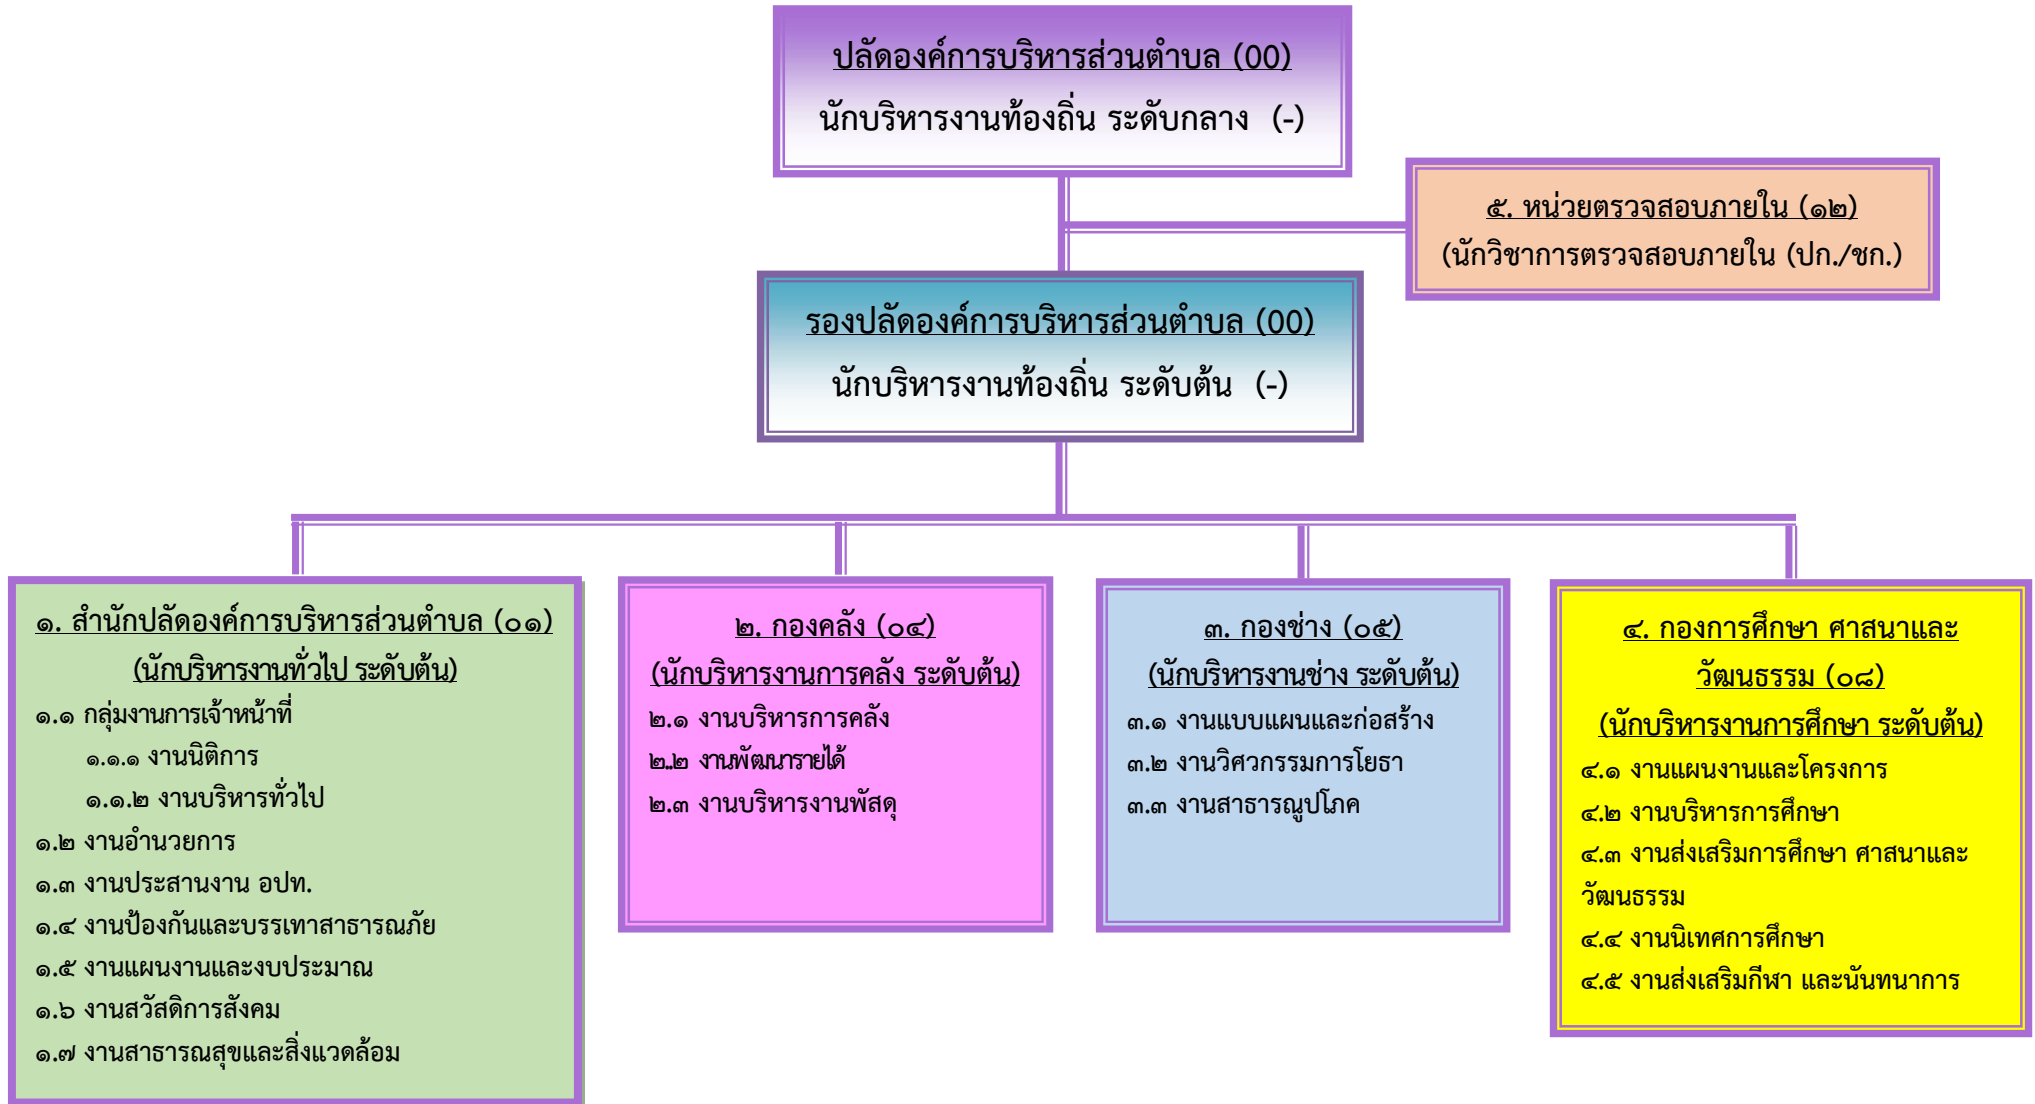 ปลัดองค์การบริหารส่วนตำบล (00)
นักบริหารงานท้องถิ่น ระดับกลาง (-)
๕. หน่วยตรวจสอบภายใน (๑๒)
(นักวิชาการตรวจสอบภายใน (ปก./ชก.)
รองปลัดองค์การบริหารส่วนตำบล (00)
นักบริหารงานท้องถิ่น ระดับต้น (-)
๑. สำนักปลัดองค์การบริหารส่วนตำบล (๐๑)
(นักบริหารงานทั่วไป ระดับต้น)
๑.๑ กลุ่มงานการเจ้าหน้าที่
๑.๑.๑ งานนิติการ
๑.๑.๒ งานบริหารทั่วไป
๑.๒ งานอำนวยการ
๑.๓ งานประสานงาน อปท.
๑.๔ งานป้องกันและบรรเทาสาธารณภัย
๑.๕ งานแผนงานและงบประมาณ
๑.๖ งานสวัสดิการสังคม
๑.๗ งานสาธารณสุขและสิ่งแวดล้อม
๒. กองคลัง (๐๔)
(นักบริหารงานการคลัง ระดับต้น)
๒.๑ งานบริหารการคลัง
๒..๒ งานพัฒนารายได้
๒.๓ งานบริหารงานพัสดุ
๓. กองช่าง (๐๕)
(นักบริหารงานช่าง ระดับต้น)
๓.๑ งานแบบแผนและก่อสร้าง
๓.๒ งานวิศวกรรมการโยธา
๓.๓ งานสาธารณูปโภค
๔. กองการศึกษา ศาสนาและ
วัฒนธรรม (๐๘)
(นักบริหารงานการศึกษา ระดับต้น)
๔.๑ งานแผนงานและโครงการ
๔.๒ งานบริหารการศึกษา
๔.๓ งานส่งเสริมการศึกษา ศาสนาและ
วัฒนธรรม
๔.๔ งานนิเทศการศึกษา
๔.๕ งานส่งเสริมกีฬา และนันทนาการ